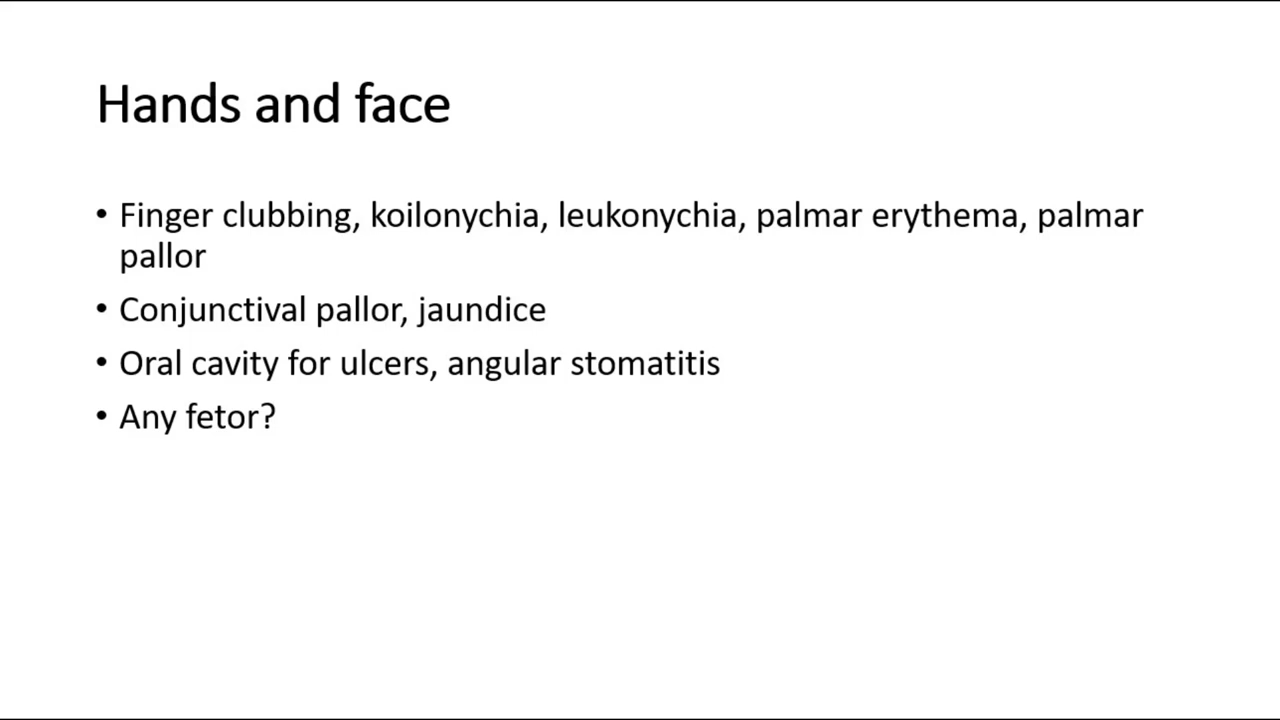 Hands and face
• Finger clubbing, koilonychia, leukonychia, palmar erythema, palmar
pallor
• Conjunctival pallor, jaundice
• Oral cavity for ulcers, angular stomatitis
• Any fetor?